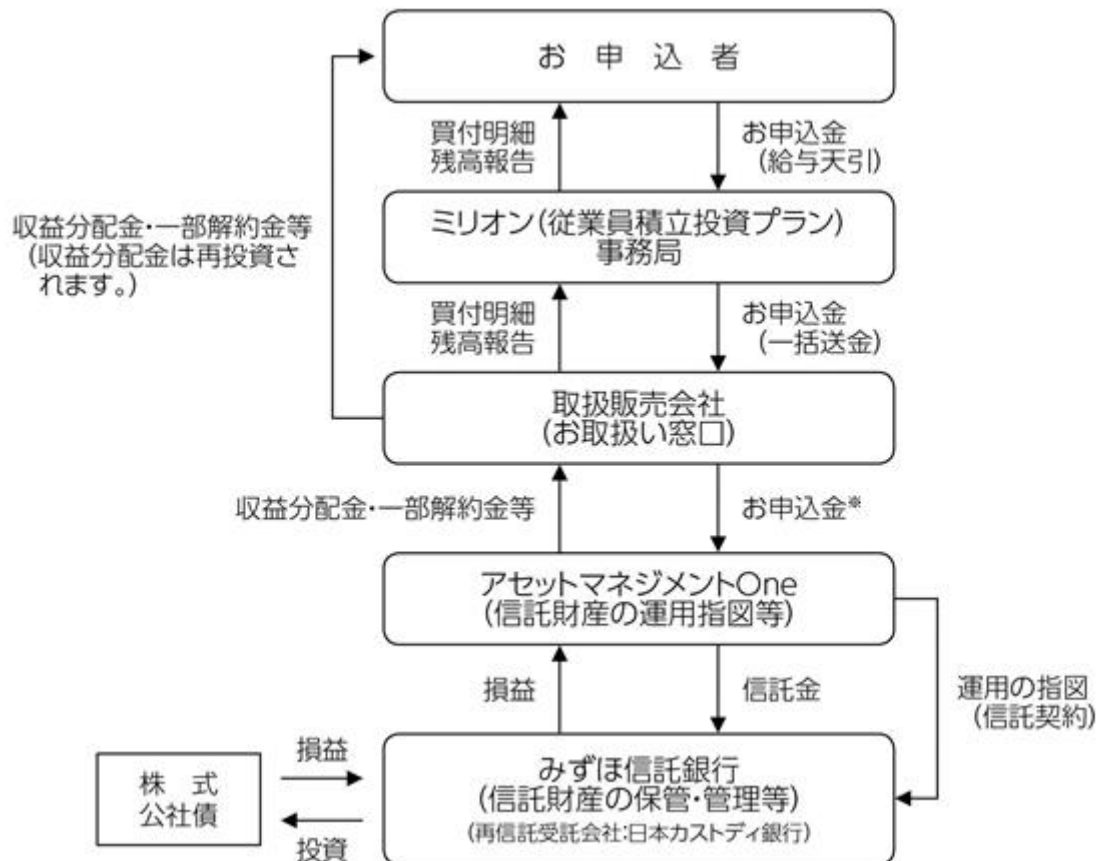 お 申 込 者
買付明細
残高報告
お申込金
(給与天引)
ミリオン(従業員積立投資プラン)
事務局
収益分配金・一部解約金等
(収益分配金は再投資さ
れます。)
買付明細
残高報告
お申込金
(一括送金)
取扱販売会社
(お取扱い窓口)
収益分配金・一部解約金等
お申込金※
アセットマネジメントOne
(信託財産の運用指図等)
損益
信託金
運用の指図
(信託契約)
損益
株 式
公社債
投資
みずほ信託銀行
(信託財産の保管・管理等)
(再信託受託会社:日本カストディ銀行)